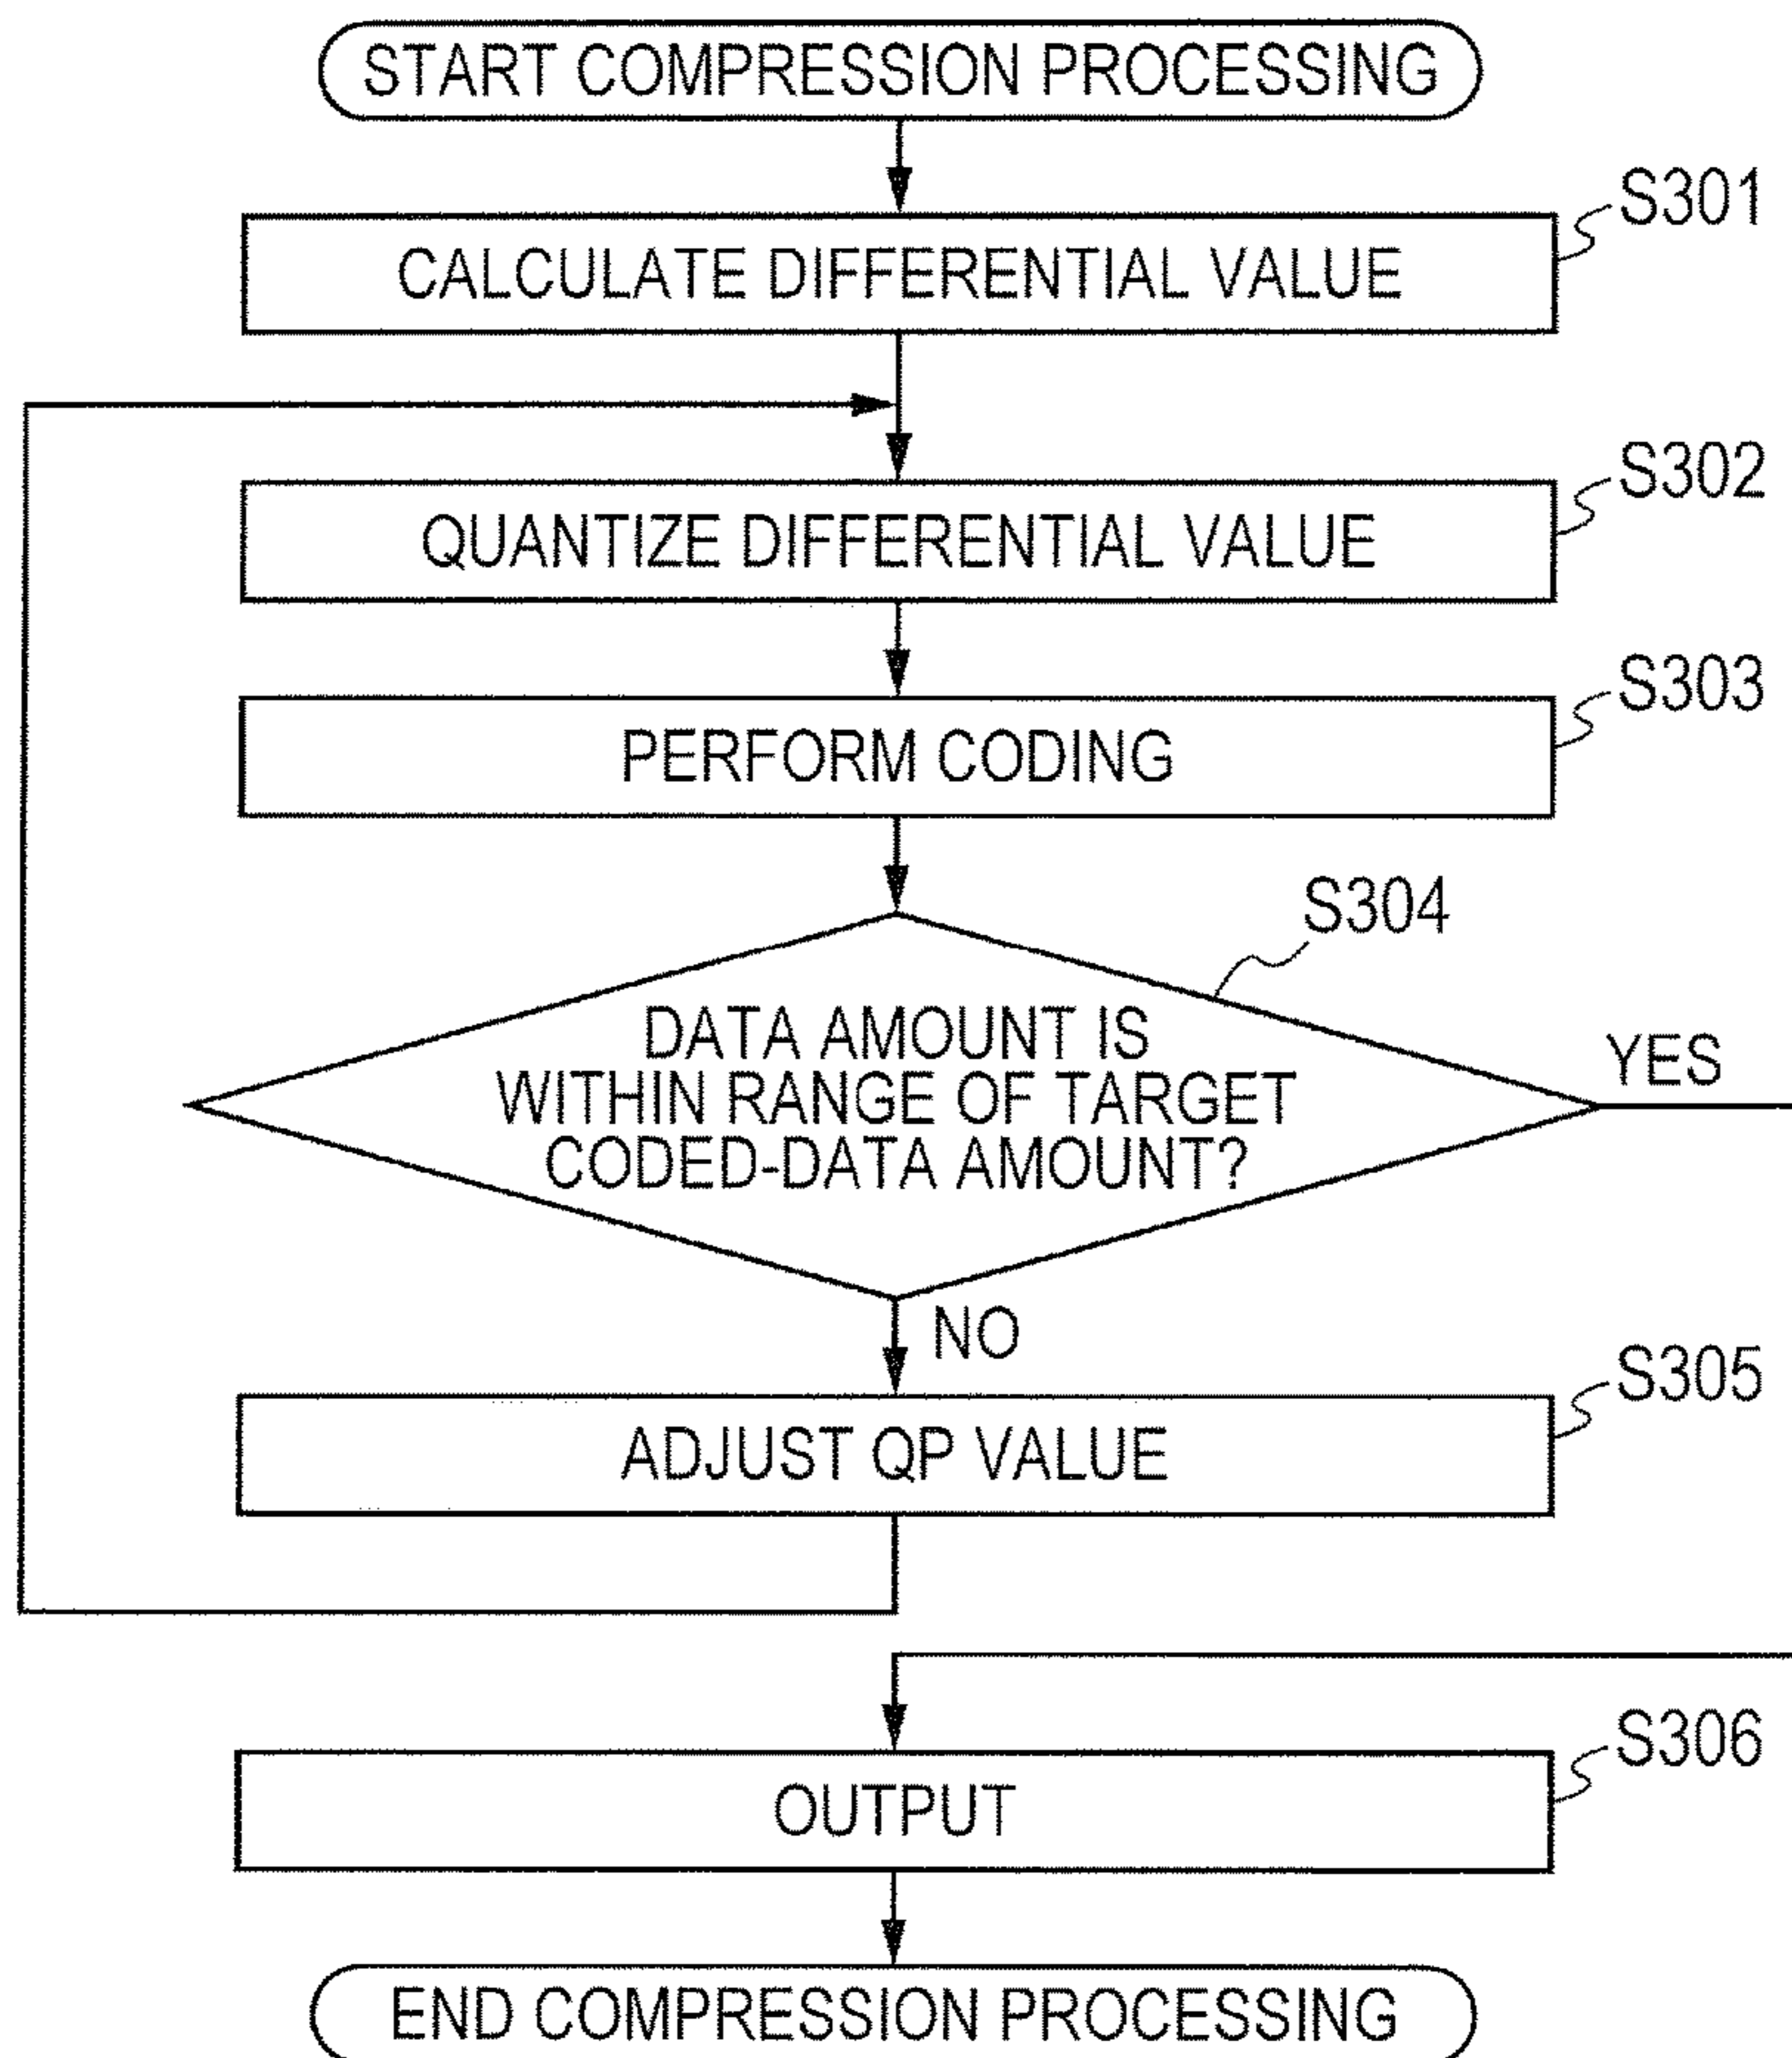 START COMPRESSION PROCESSING
S301
CALCULATE DIFFERENTIAL VALUE
S302
QUANTIZE DIFFERENTIAL VALUE
S303
PERFORM CODING
S304
DATA AMOUNT IS
WITHIN RANGE OF TARGET
CODED-DATA AMOUNT?
YES
NO
S305
ADJUST QP VALUE
S306
OUTPUT
END COMPRESSION PROCESSING